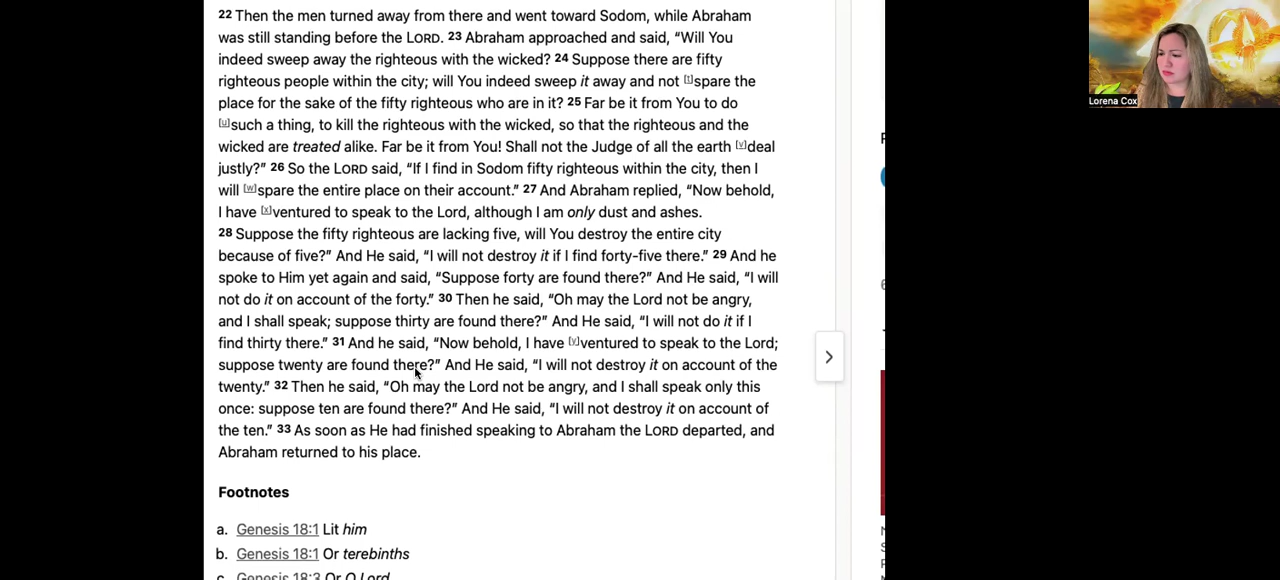 22 Then the men turned away from there and went toward Sodom, while Abraham
was still standing before the LORD. 23 Abraham approached and said, “Will You
indeed sweep away the righteous with the wicked? 24 Suppose there are fifty
righteous people within the city; will You indeed sweep it away and not [t]spare the
place for the sake of the fifty righteous who are in it? 25 Far be it from You to do
[u]such a thing, to kill the righteous with the wicked, so that the righteous and the
wicked are treated alike. Far be it from You! Shall not the Judge of all the earth [v]deal
justly?” 26 So the LORD said, “If I find in Sodom fifty righteous within the city, then I
will [w]spare the entire place on their account.” 27 And Abraham replied, “Now behold,
I have [x]ventured to speak to the Lord, although I am only dust and ashes.
28 Suppose the fifty righteous are lacking five, will You destroy the entire city
because of five?” And He said, “I will not destroy it if I find forty-five there.” 29 And he
spoke to Him yet again and said, “Suppose forty are found there?” And He said, “I will
not do it on account of the forty.” 30 Then he said, “Oh may the Lord not be angry,
and I shall speak; suppose thirty are found there?” And He said, “I will not do it if I
find thirty there.” 31 And he said, “Now behold, I have [y]ventured to speak to the Lord;
suppose twenty are found there?” And He said, “I will not destroy it on account of the
twenty.” 32 Then he said, “Oh may the Lord not be angry, and I shall speak only this
once: suppose ten are found there?” And He said, “I will not destroy it on account of
the ten.” 33 As soon as He had finished speaking to Abraham the LORD departed, and
Abraham returned to his place.
Footnotes
a. Genesis 18:1 Lit him
b. Genesis 18:1 Or terebinths
c. Genesis 18:3 Or O Lord
Lorena Cox